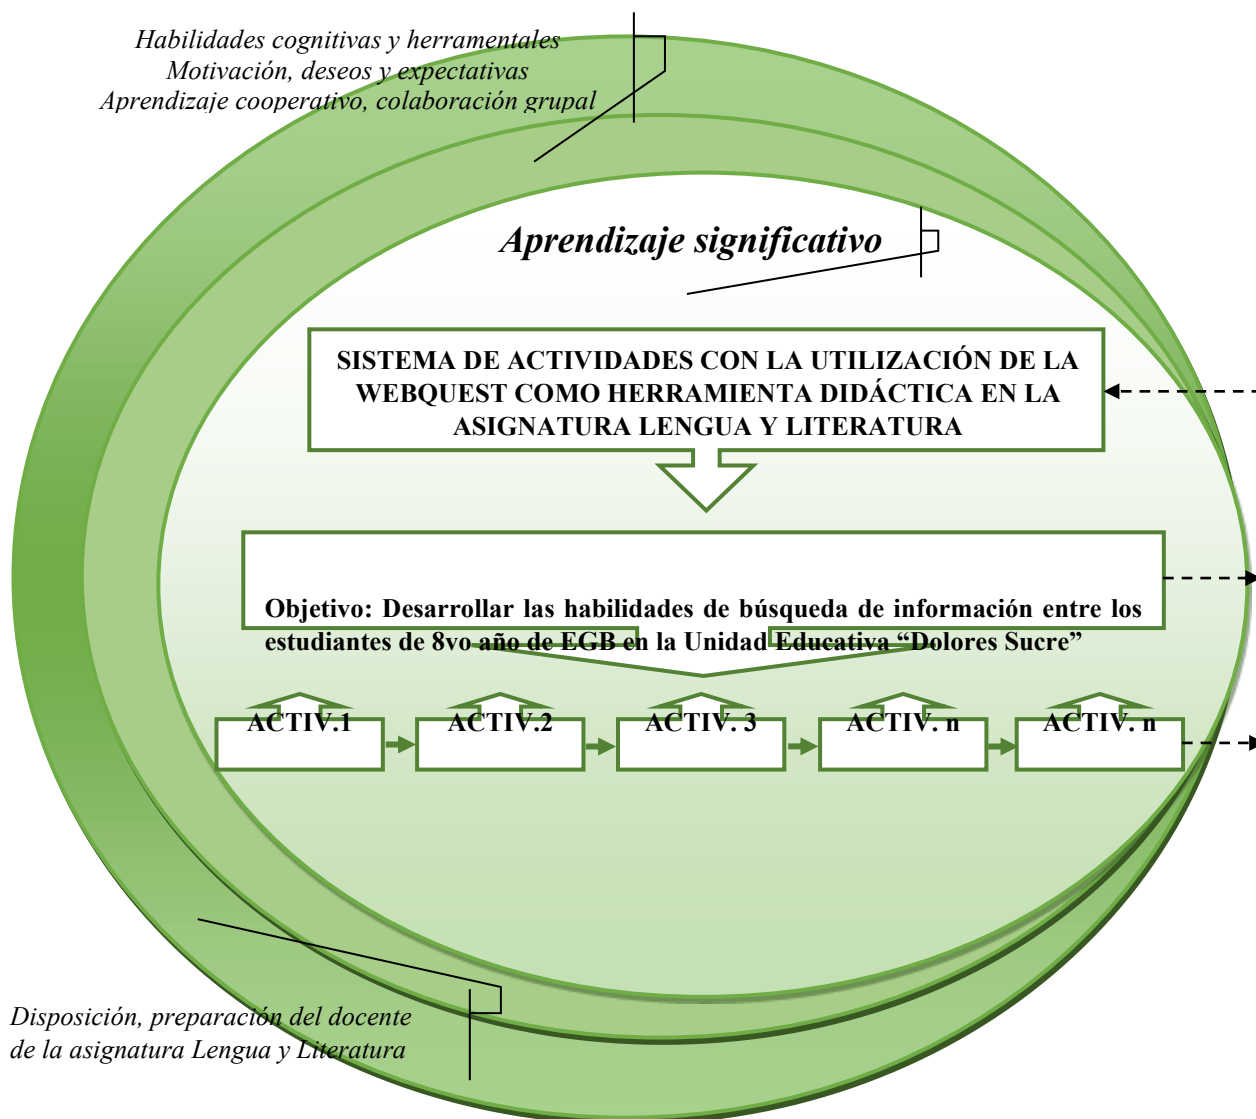 Habilidades cognitivas y herramentales
Motivación, deseos y expectativas
Aprendizaje cooperativo, colaboración grupal
Aprendizaje significativo
SISTEMA DE ACTIVIDADES CON LA UTILIZACIÓN DE LA
WEBQUEST COMO HERRAMIENTA DIDÁCTICA EN LA
ASIGNATURA LENGUA Y LITERATURA
Objetivo: Desarrollar las habilidades de búsqueda de información entre los
estudiantes de 8vo año de EGB en la Unidad Educativa “Dolores Sucre”
ACTIV.1
ACTIV.2
ACTIV. 3
ACTIV. n
ACTIV. n
Disposición, preparación del docente
de la asignatura Lengua y Literatura